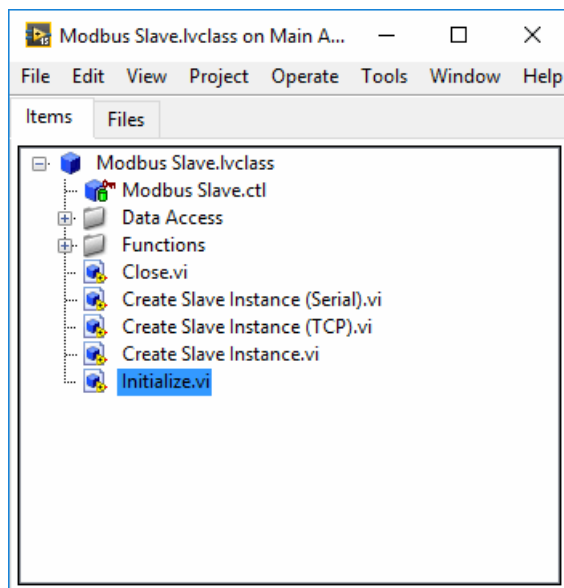 Modbus Slave.lvclass on Main A...
File Edit View Project Operate Tools Window Help
Items Files
Modbus Slave.lvclass
Modbus Slave.ctl
Data Access
Functions
Close.vi
Create Slave Instance (Serial).vi
Create Slave Instance (TCP).vi
Create Slave Instance.vi
Initialize.vi